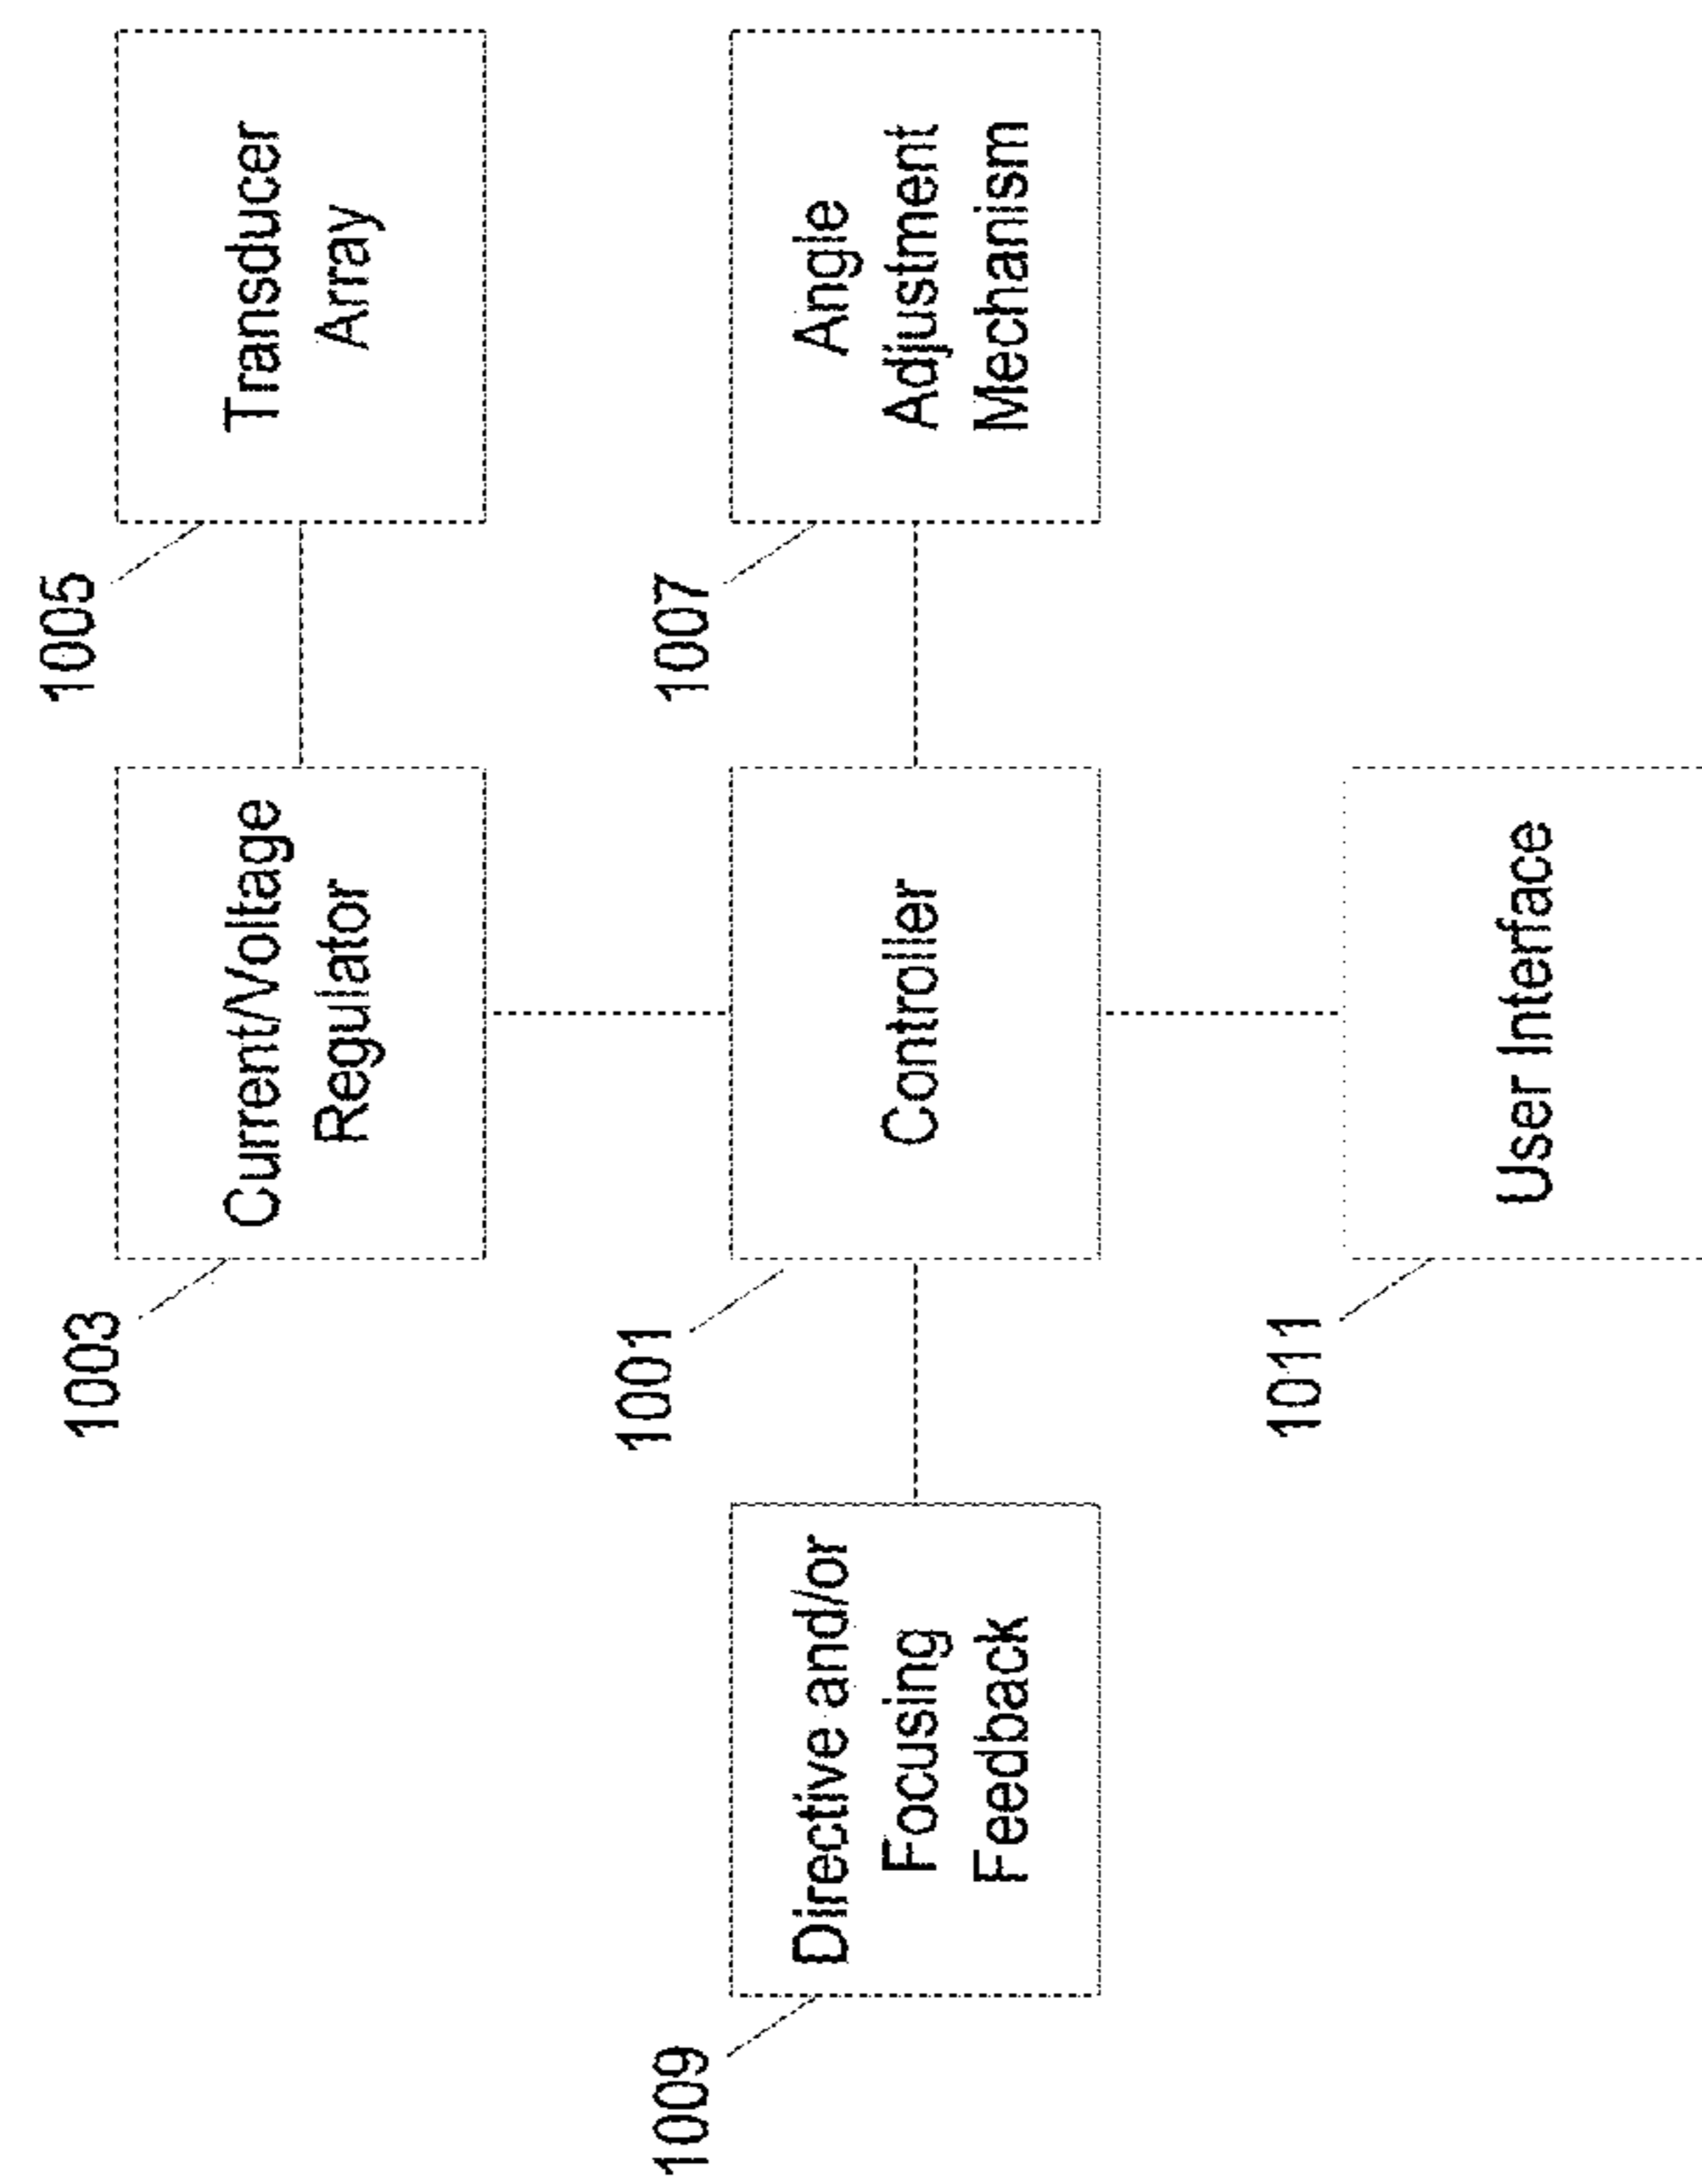 1003
Current/Voltage
Regulator
1005
Transducer
Array
1009
Directive and/or
Focusing
Feedback
1001
Controller
1007
Angle
Adjustment
Mechanism
1011
User Interface